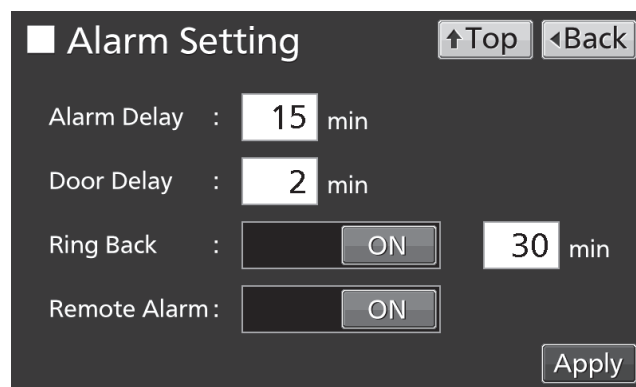 Alarm Setting ↑Top ◂Back
Alarm Delay : 15 min
Door Delay : 2 min
Ring Back : ON 30 min
Remote Alarm : ON
Apply